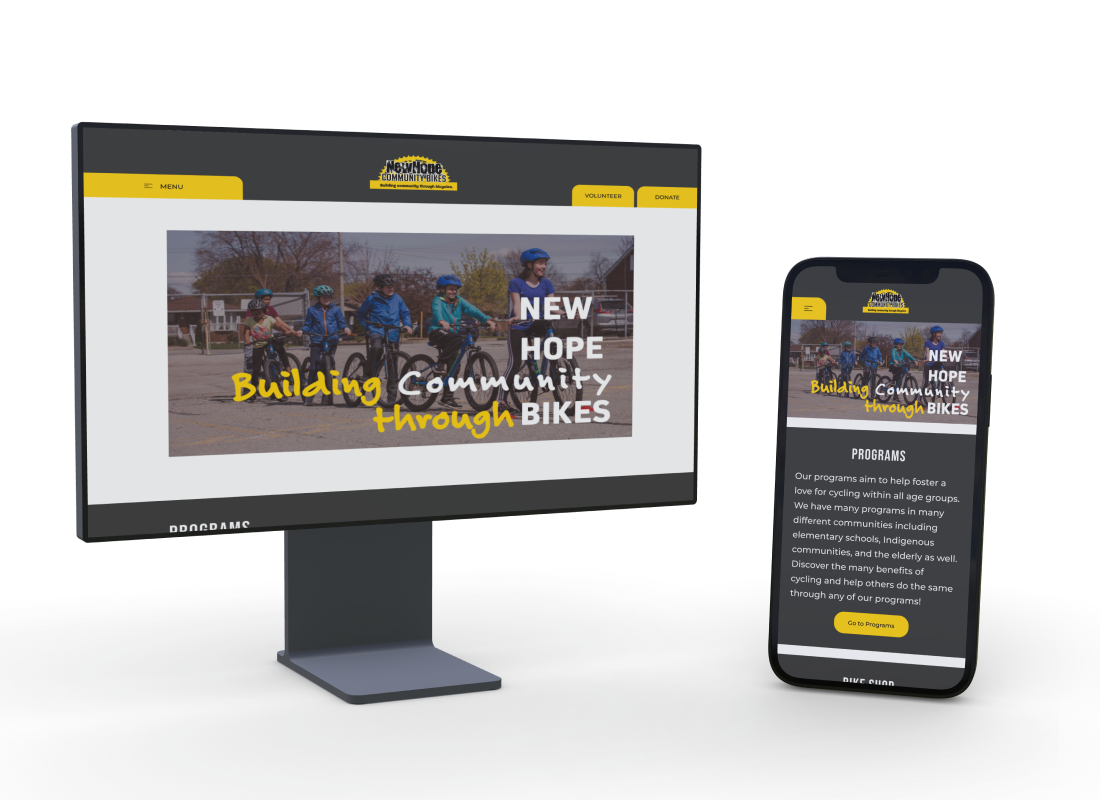 NewHope
COMMUNITY BIKES
Building community through bicycles.
MENU
VOLUNTEER
DONATE
NEW
HOPE
Building Community
through BIKES
PROGRAMS
NewHope
COMMUNITY BIKES
Building community through bicycles.
NEW
HOPE
Building Community
through BIKES
PROGRAMS
Our programs aim to help foster a
love for cycling within all age groups.
We have many programs in many
different communities including
elementary schools, Indigenous
communities, and the elderly as well.
Discover the many benefits of
cycling and help others do the same
through any of our programs!
Go to Programs
BIKE SHOP